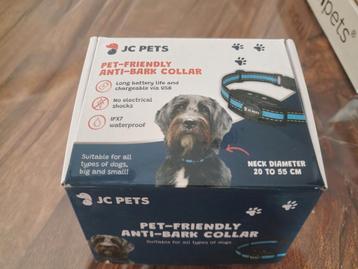 JC PETS
PET-FRIENDLY
ANTI-BARK COLLAR
Long battery life and
chargeable via USB
No electrical
shocks
IPX7
waterproof
Suitable for all
types of dogs,
big and small!
NECK DIAMETER
20 TO 55 CM
JC PETS
PET-FRIENDLY
ANTI-BARK COLLAR
Suitable for all types of dogs
pets®